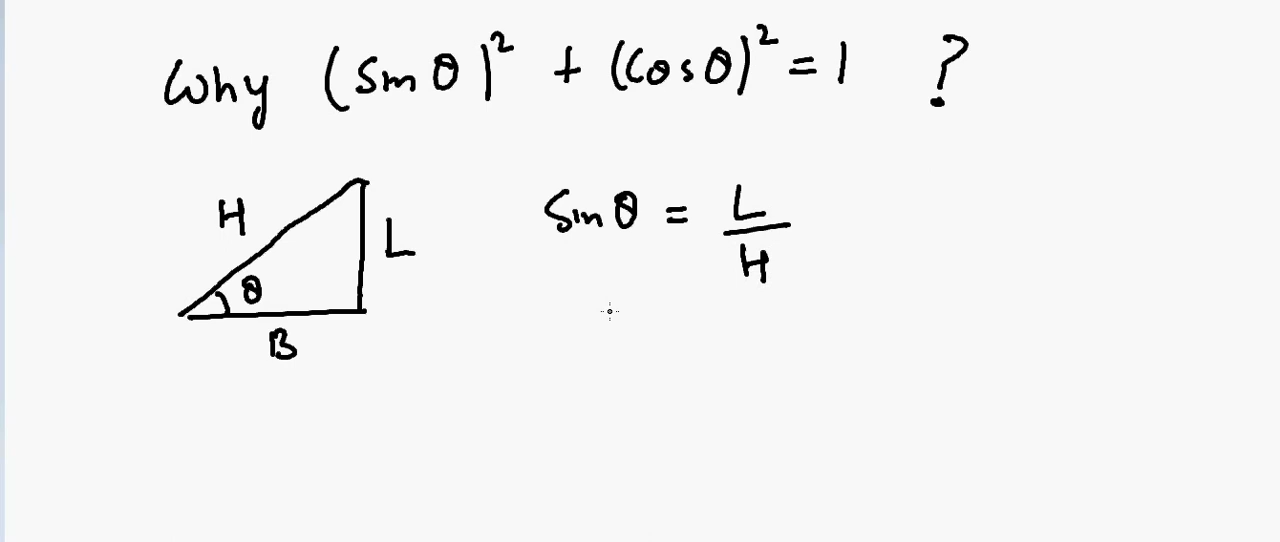 Why (Sin θ)² + (Cos θ)² = 1 ?
H
L
θ
B
Sin θ = L/H